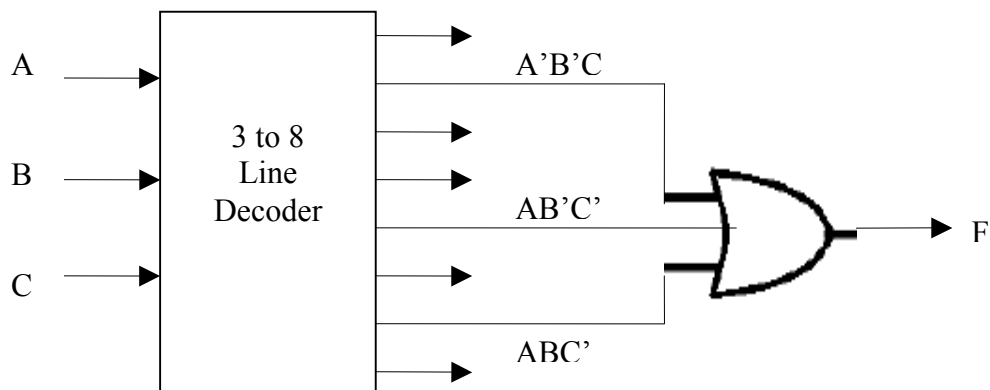 A
B
C
3 to 8
Line
Decoder
A’B’C
AB’C’
ABC’
F